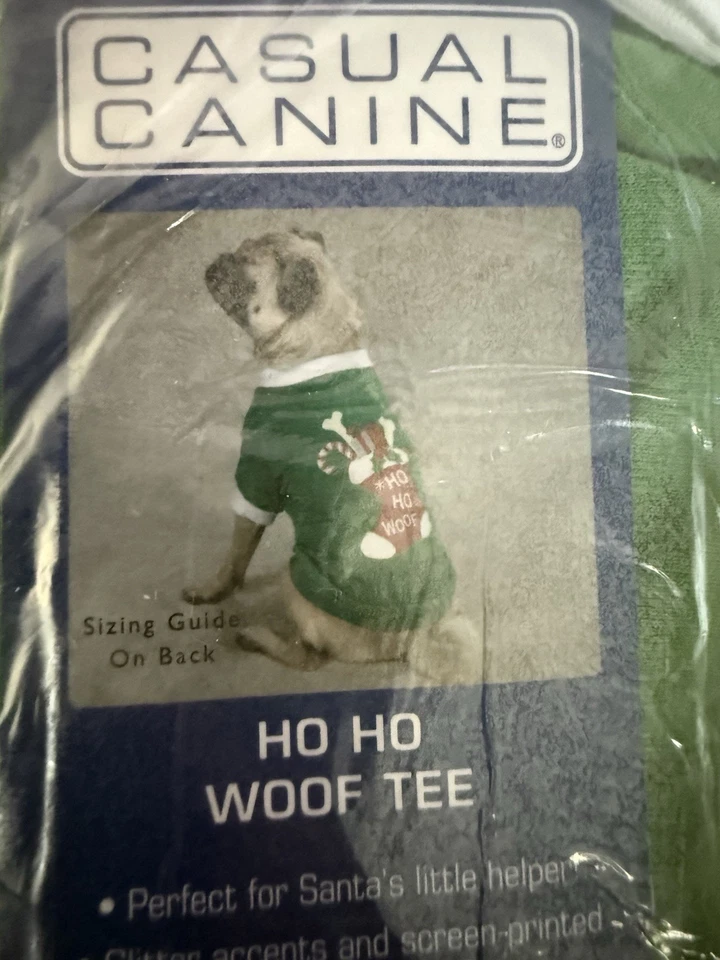 CASUAL
CANINE®
*HO
HO
WOOF
Sizing Guide
On Back
HO HO
WOOF TEE
• Perfect for Santa's little helper
Glitter accents and screen-printed